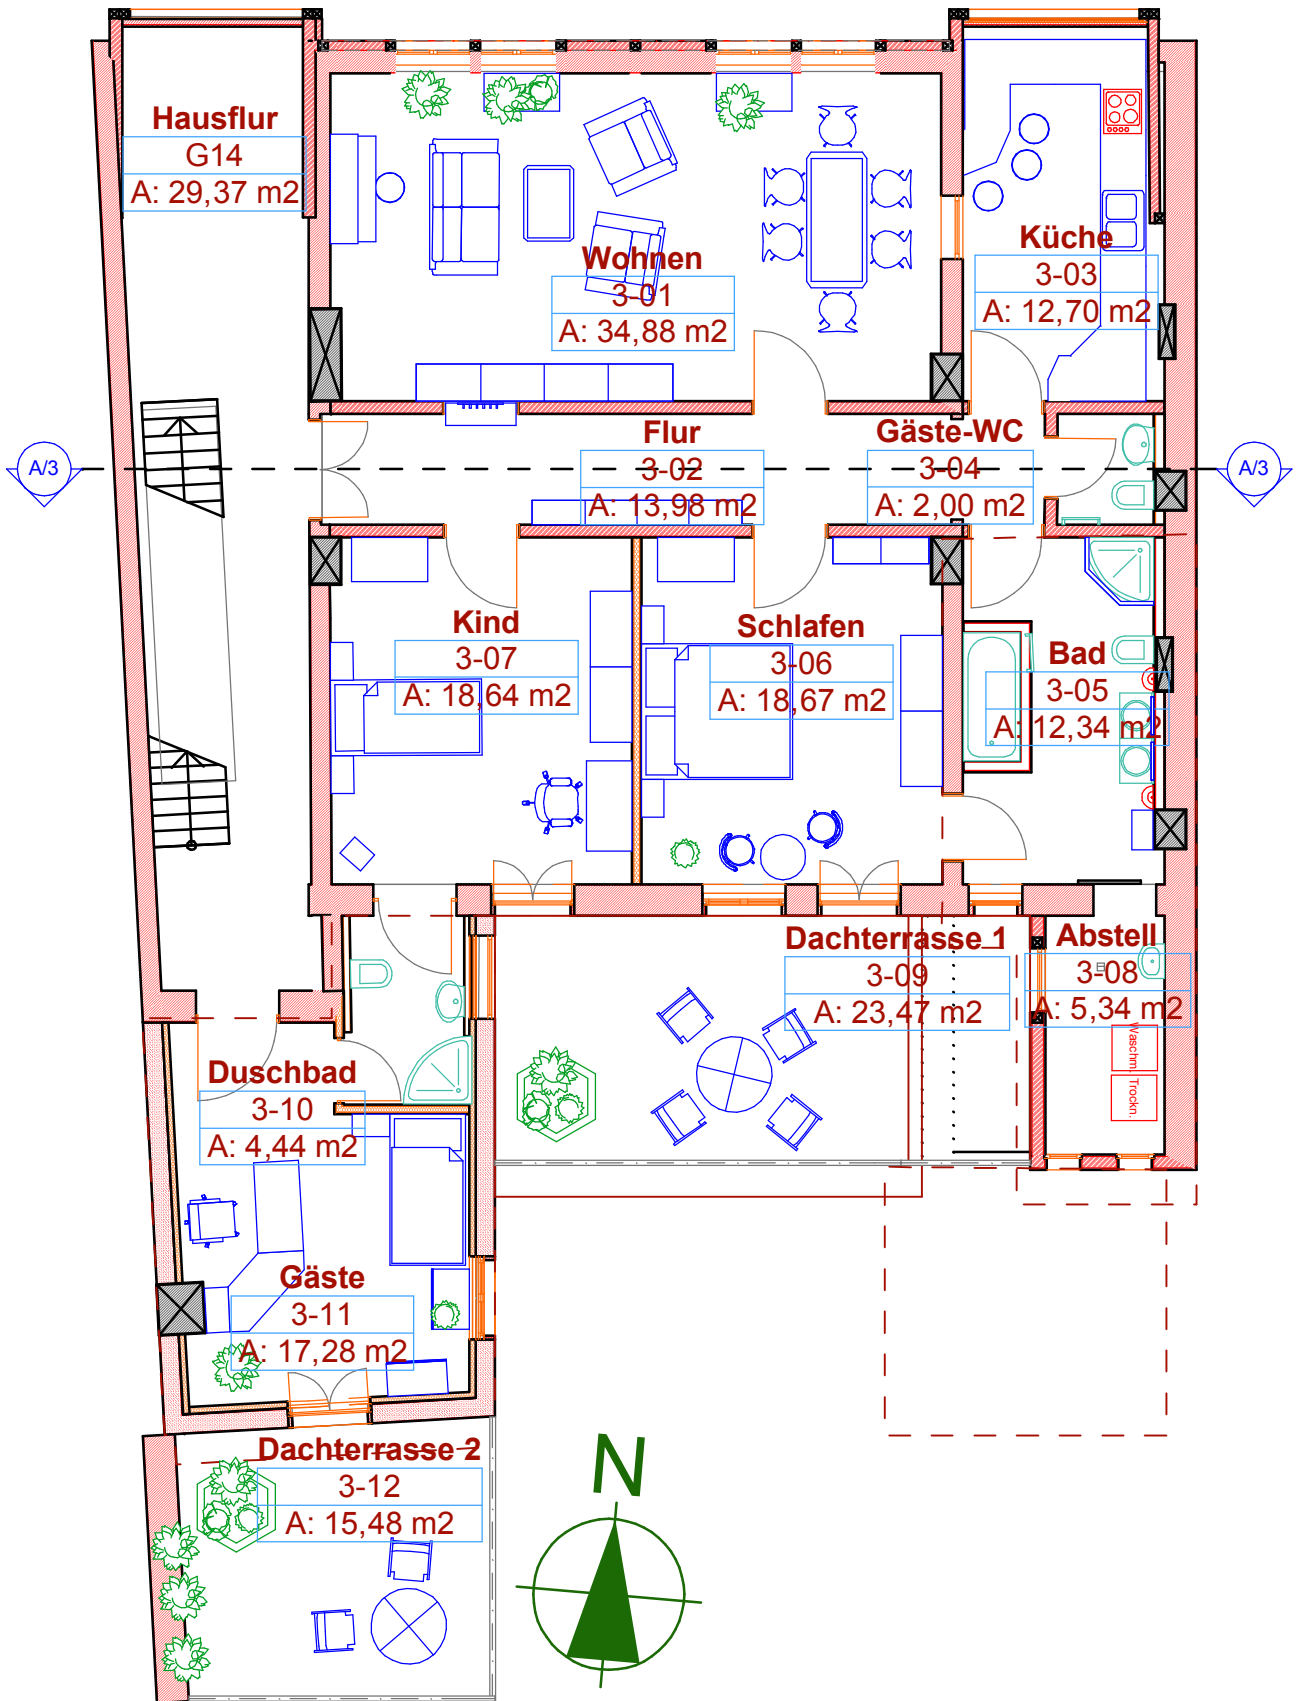 Hausflur
G14
A: 29,37 m2
Wohnen
3-01
A: 34,88 m2
Küche
3-03
A: 12,70 m2
Flur
3-02
A: 13,98 m2
Gäste-WC
3-04
A: 2,00 m2
A/3
A/3
Kind
3-07
A: 18,64 m2
Schlafen
3-06
A: 18,67 m2
Bad
3-05
A: 12,34 m2
Dachterrasse 1
3-09
A: 23,47 m2
Abstell
3-08
A: 5,34 m2
Waschm.
Trockn.
Duschbad
3-10
A: 4,44 m2
Gäste
3-11
A: 17,28 m2
Dachterrasse 2
3-12
A: 15,48 m2
N